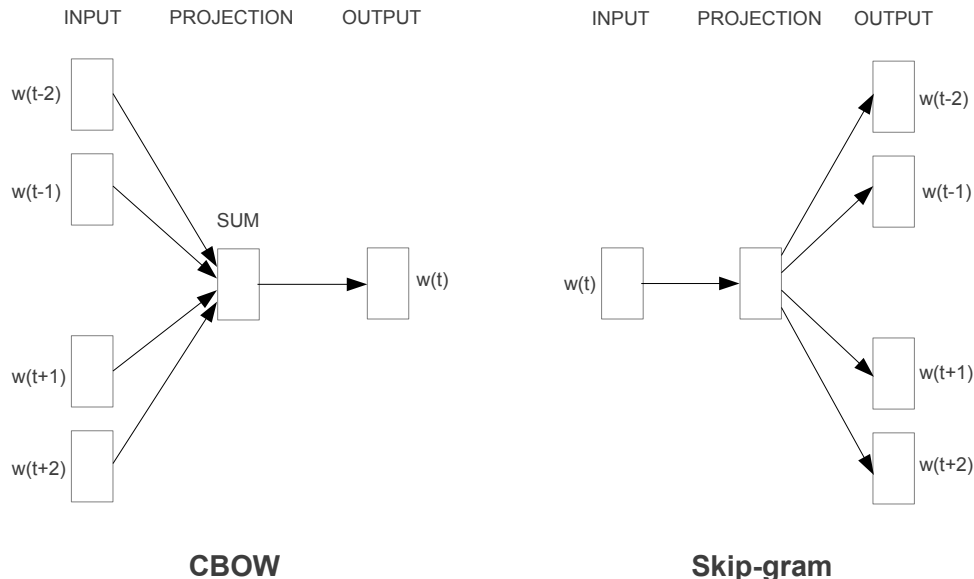 INPUT PROJECTION OUTPUT
w(t-2)
w(t-1)
SUM
w(t)
w(t+1)
w(t+2)
CBOW
INPUT PROJECTION OUTPUT
w(t-2)
w(t-1)
w(t)
w(t+1)
w(t+2)
Skip-gram